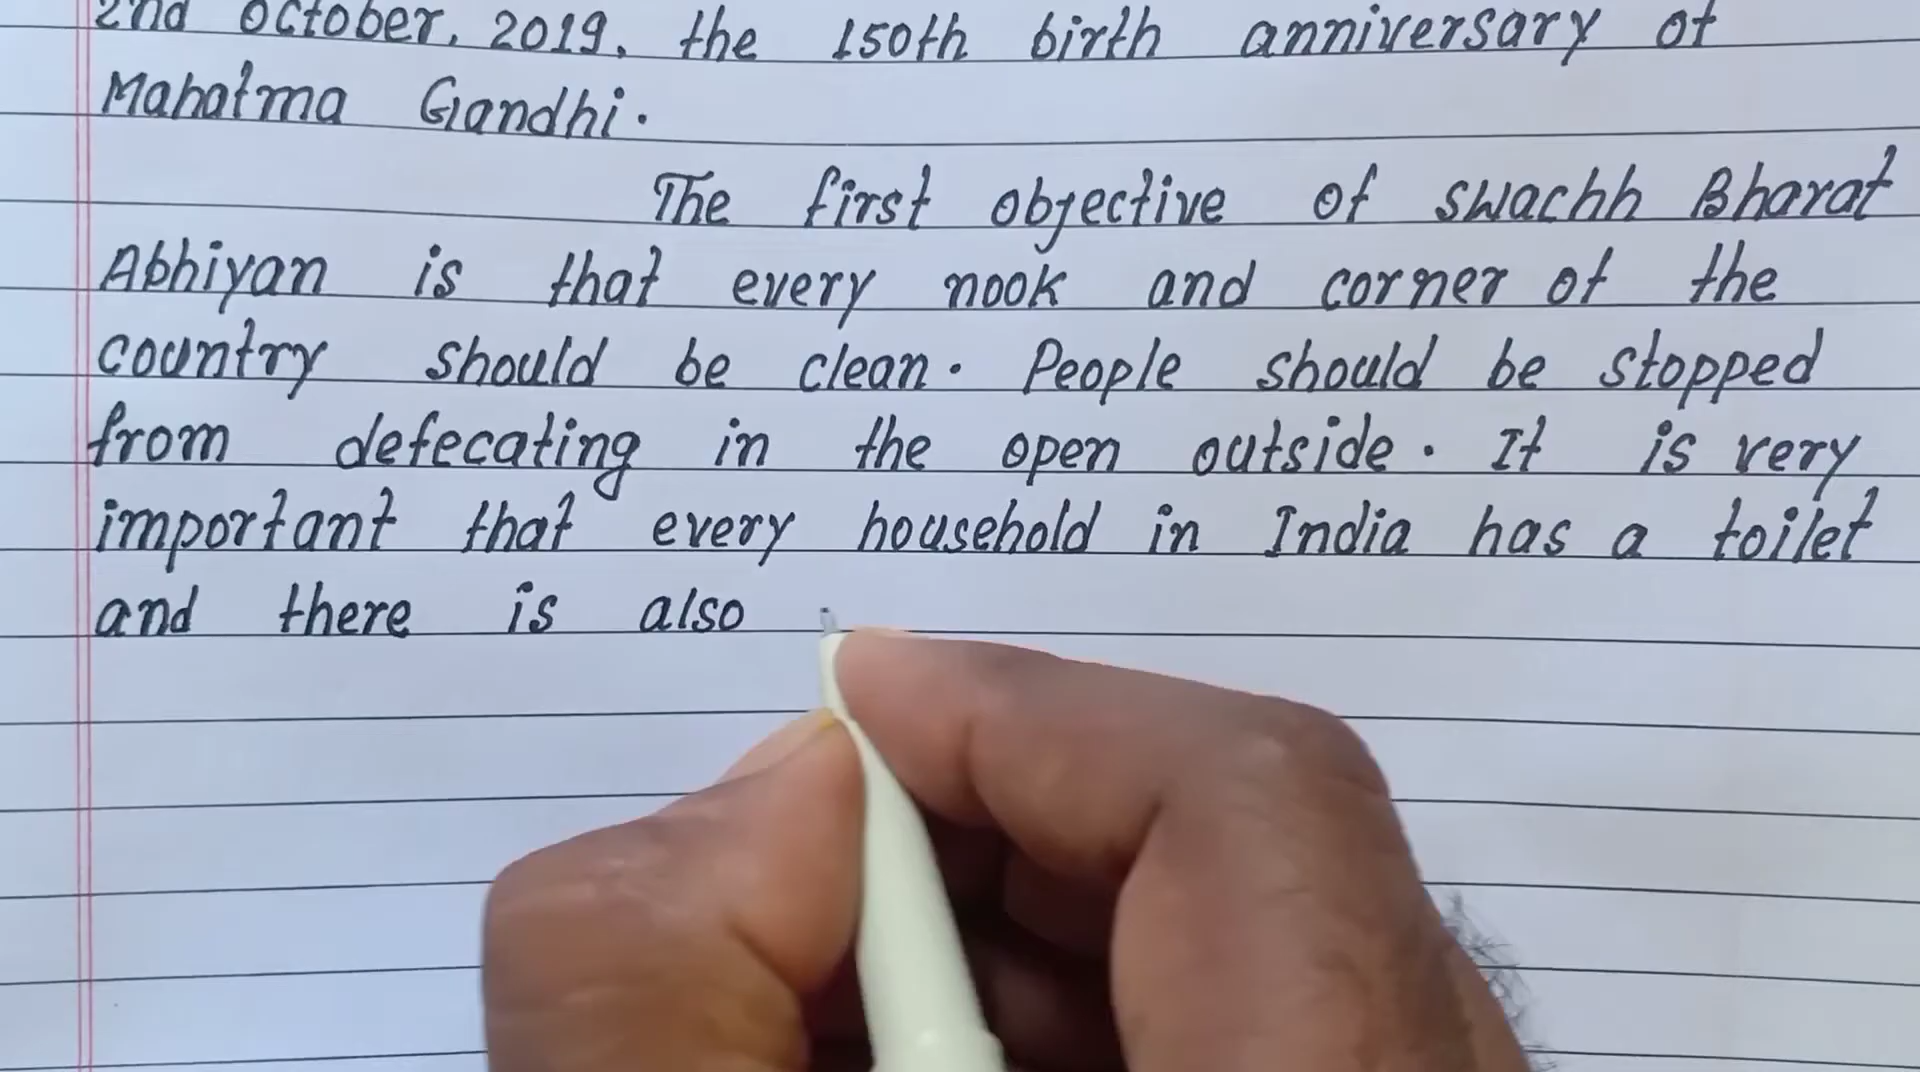 2nd october, 2019, the 150th birth anniversary of
Mahatma Gandhi.
The first objective of swachh Bharat
Abhiyan is that every nook and corner of the
country should be clean. People should be stopped
from defecating in the open outside. It is very
important that every household in India has a toilet
and there is also